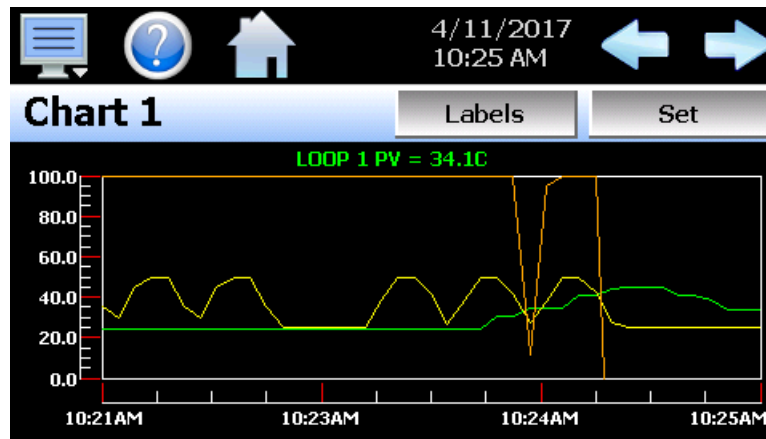 ?
4/11/2017
10:25 AM
Chart 1
Labels
Set
LOOP 1 PV = 34.1C
100.0
80.0
60.0
40.0
20.0
0.0
10:21AM 10:23AM 10:24AM 10:25AM